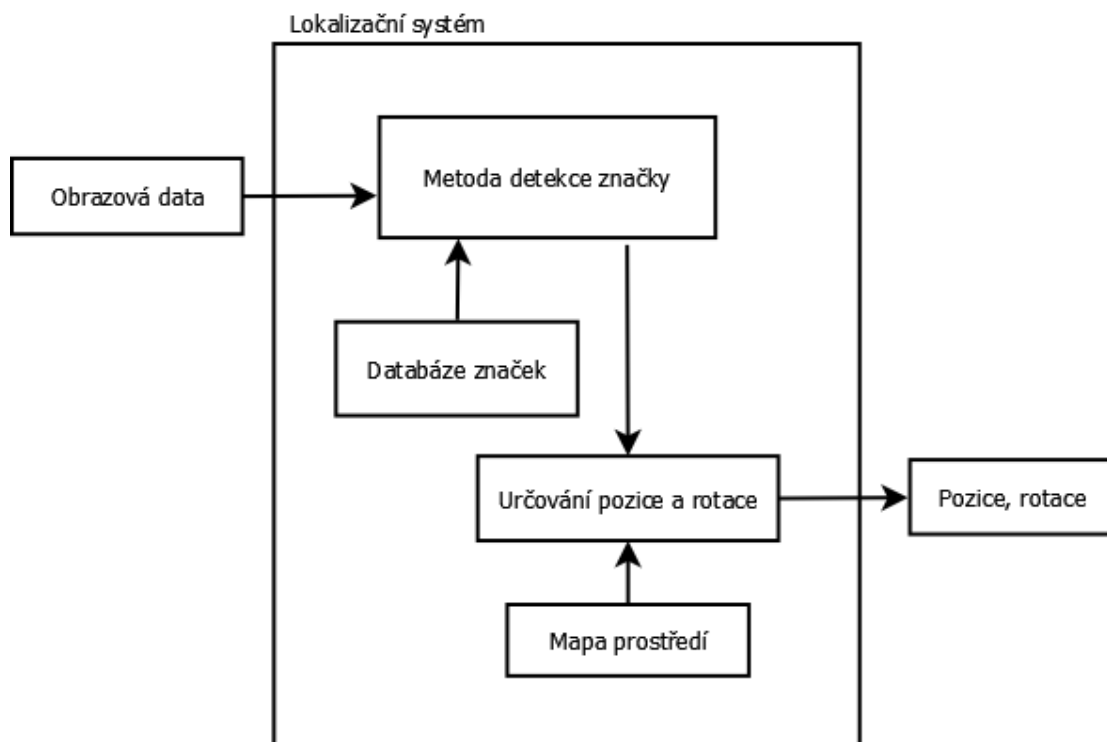 Lokalizační systém
Metoda detekce značky
Obrazová data
Databáze značek
Určování pozice a rotace
Pozice, rotace
Mapa prostředí